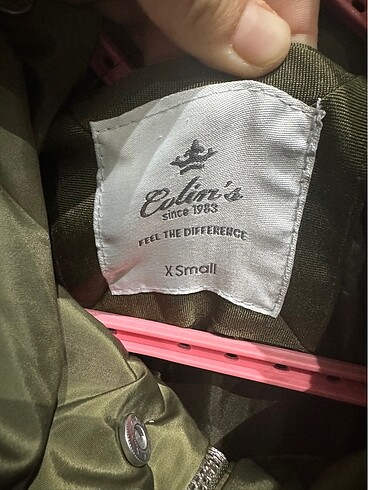 Colin's
since 1983
FEEL THE DIFFERENCE
X Small